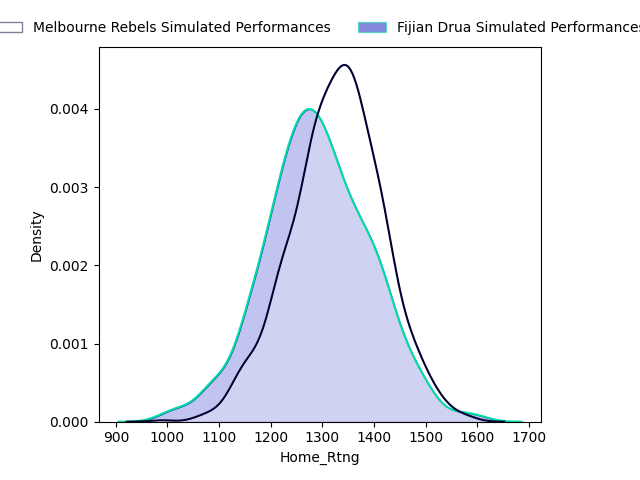 Melbourne Rebels Simulated Performances
Fijian Drua Simulated Performances
0.004
0.003
0.002
0.001
0.000
Density
900 1000 1100 1200 1300 1400 1500 1600 1700
Home_Rtng